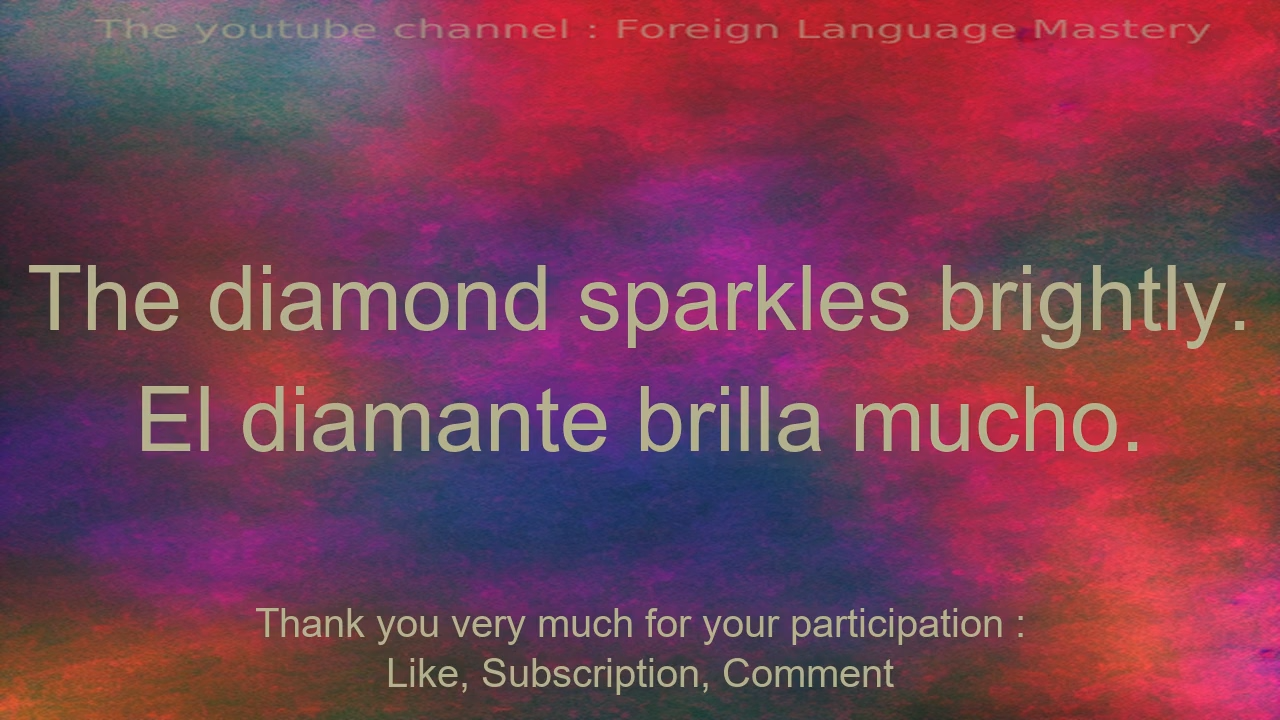 The youtube channel : Foreign Language Mastery
The diamond sparkles brightly.
El diamante brilla mucho.
Thank you very much for your participation :
Like, Subscription, Comment